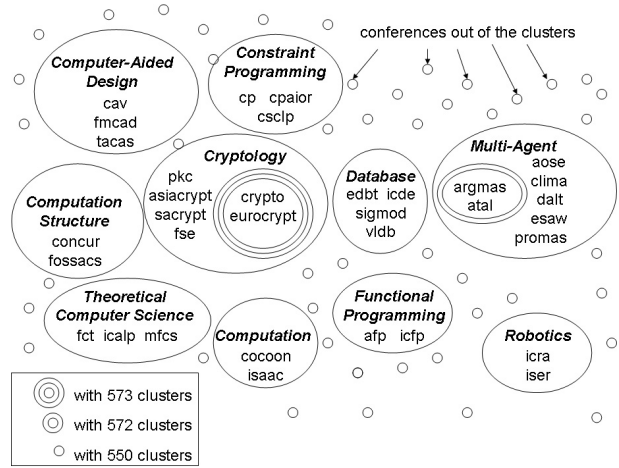 conferences out of the clusters
Computer-Aided
Design
cav
fmcad
tacas
Constraint
Programming
cp cpaior
csclp
Cryptology
pkc
asiacrypt
sacrypt
fse
crypto
eurocrypt
Database
edbt icde
sigmod
vldb
Multi-Agent
argmas
atal
aose
clima
dalt
esaw
promas
Computation
Structure
concur
fossacs
Theoretical
Computer Science
fct icalp mfcs
Computation
cocoon
isaac
Functional
Programming
afp icfp
Robotics
icra
iser
with 573 clusters
with 572 clusters
with 550 clusters